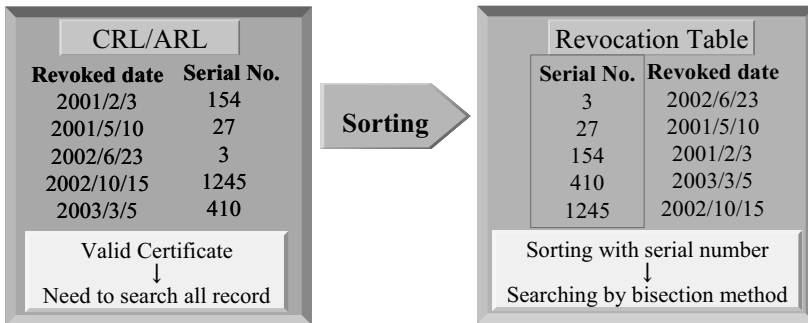 CRL/ARL
Revoked date Serial No.
2001/2/3 154
2001/5/10 27
2002/6/23 3
2002/10/15 1245
2003/3/5 410
Valid Certificate
↓
Need to search all record
Sorting
Revocation Table
Serial No. Revoked date
3 2002/6/23
27 2001/5/10
154 2001/2/3
410 2003/3/5
1245 2002/10/15
Sorting with serial number
↓
Searching by bisection method